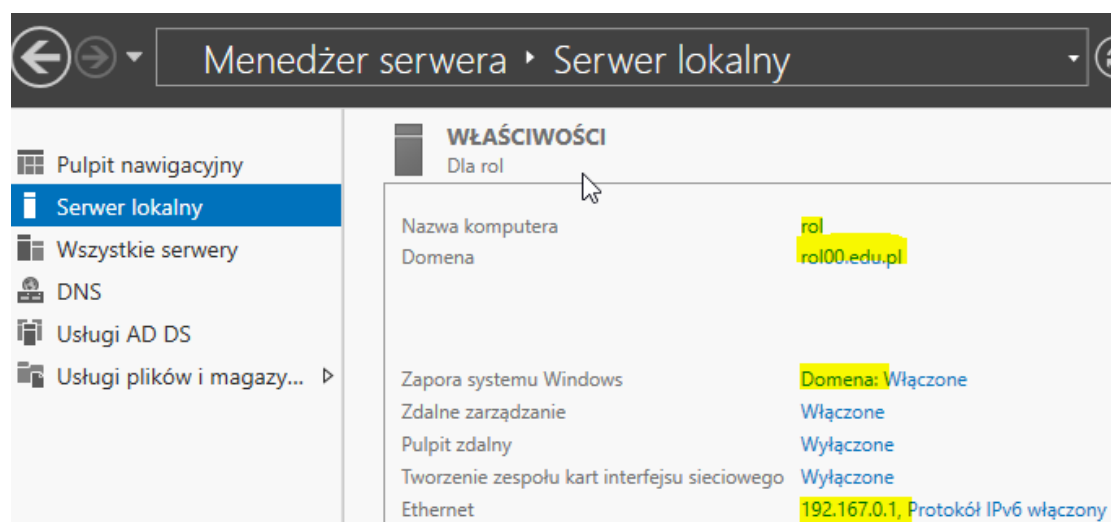 Menedżer serwera ‣ Serwer lokalny
Pulpit nawigacyjny
Serwer lokalny
Wszystkie serwery
DNS
Usługi AD DS
Usługi plików i magazy...
WŁAŚCIWOŚCI
Dla rol
Nazwa komputera rol
Domena rol00.edu.pl
Zapora systemu Windows Domena: Włączone
Zdalne zarządzanie Włączone
Pulpit zdalny Wyłączone
Tworzenie zespołu kart interfejsu sieciowego Wyłączone
Ethernet 192.167.0.1, Protokół IPv6 włączony